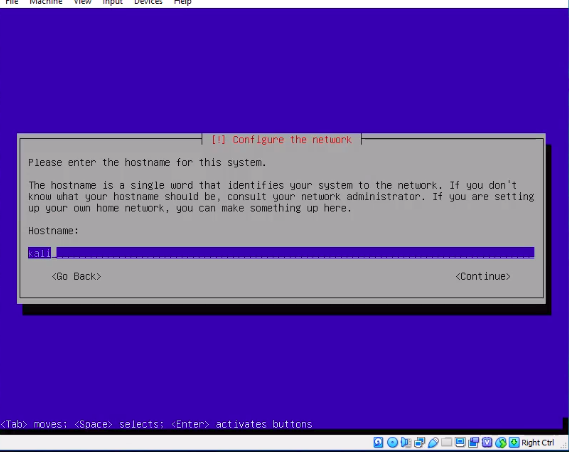 File Machine View Input Devices Help
[!] Configure the network
Please enter the hostname for this system.
The hostname is a single word that identifies your system to the network. If you don't
know what your hostname should be, consult your network administrator. If you are setting
up your own home network, you can make something up here.
Hostname:
kali
<Go Back> <Continue>
<Tab> moves; <Space> selects; <Enter> activates buttons
Right Ctrl